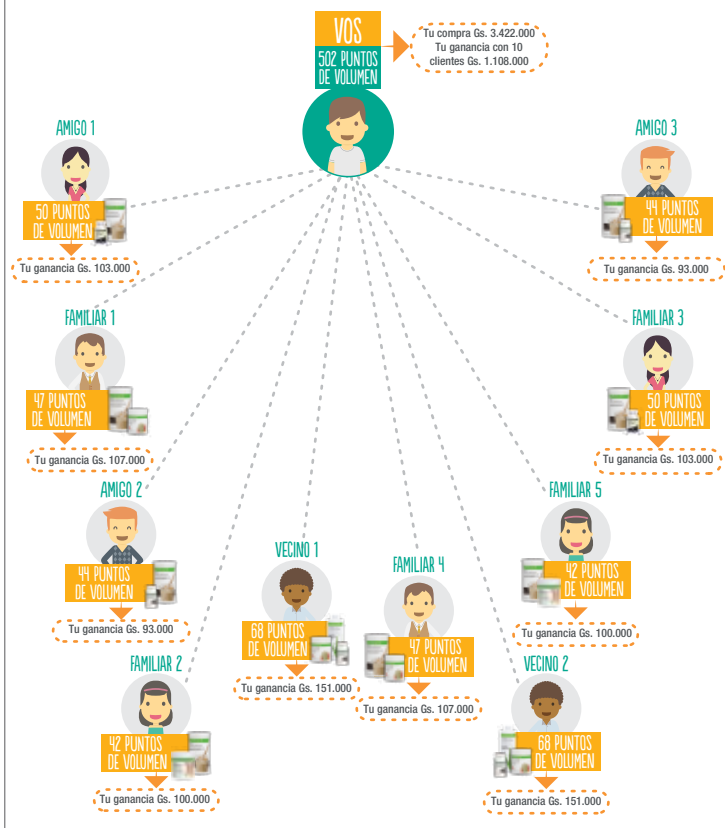 VOS
502 PUNTOS
DE VOLUMEN
Tu compra Gs. 3.422.000
Tu ganancia con 10
clientes Gs. 1.108.000
AMIGO 1
50 PUNTOS
DE VOLUMEN
Tu ganancia Gs. 103.000
AMIGO 3
44 PUNTOS
DE VOLUMEN
Tu ganancia Gs. 93.000
FAMILIAR 1
47 PUNTOS
DE VOLUMEN
Tu ganancia Gs. 107.000
FAMILIAR 3
50 PUNTOS
DE VOLUMEN
Tu ganancia Gs. 103.000
AMIGO 2
44 PUNTOS
DE VOLUMEN
Tu ganancia Gs. 93.000
FAMILIAR 5
42 PUNTOS
DE VOLUMEN
Tu ganancia Gs. 100.000
VECINO 1
68 PUNTOS
DE VOLUMEN
Tu ganancia Gs. 151.000
FAMILIAR 4
47 PUNTOS
DE VOLUMEN
Tu ganancia Gs. 107.000
FAMILIAR 2
42 PUNTOS
DE VOLUMEN
Tu ganancia Gs. 100.000
VECINO 2
68 PUNTOS
DE VOLUMEN
Tu ganancia Gs. 151.000